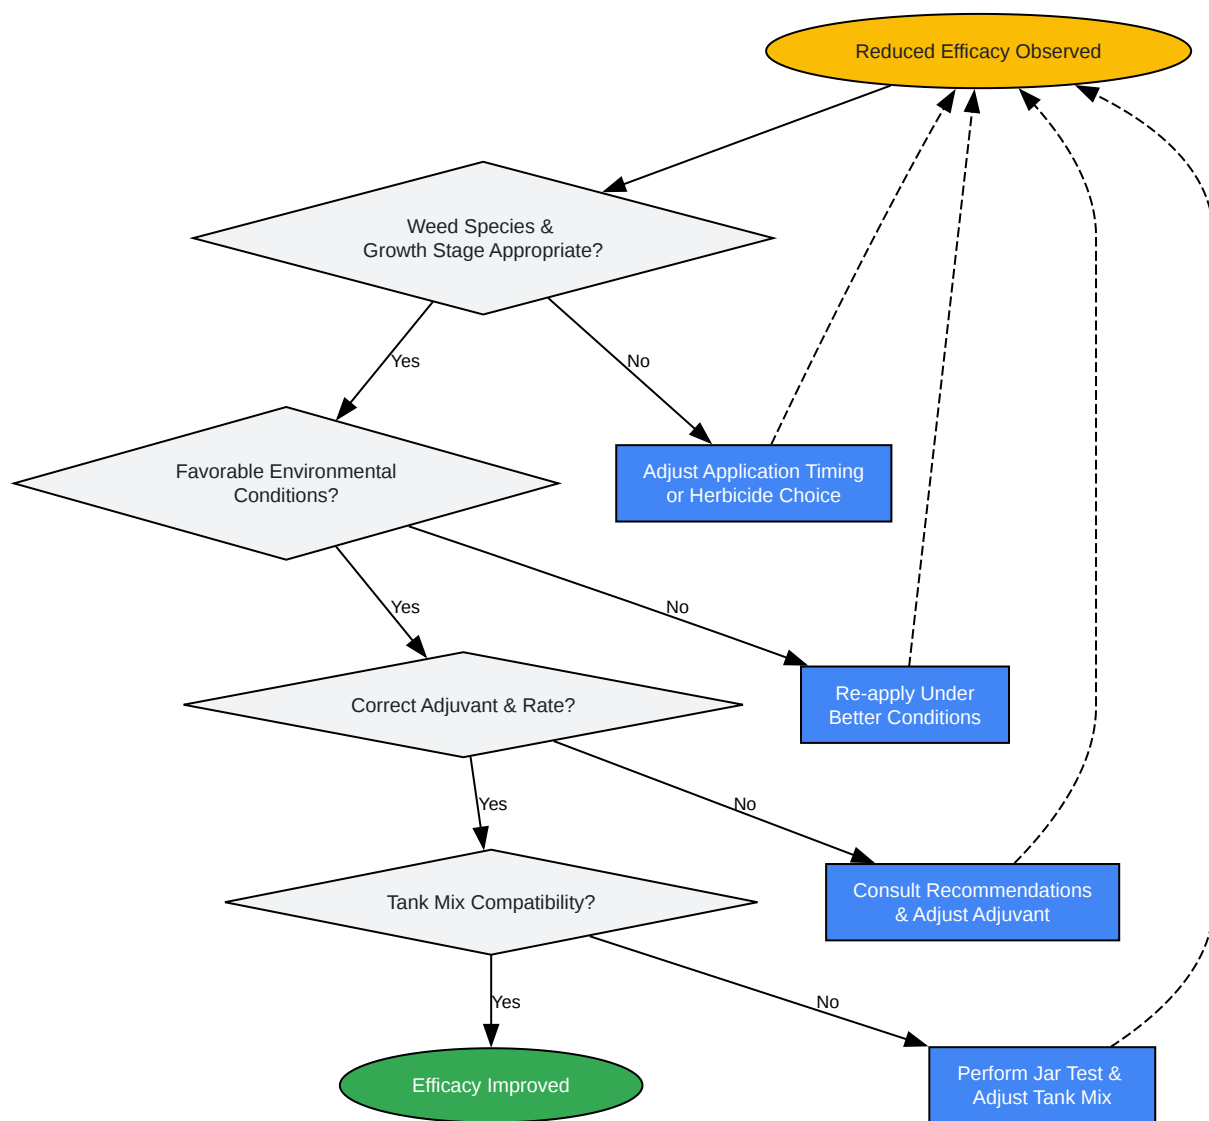 Reduced Efficacy Observed
Weed Species &
Growth Stage Appropriate?
Yes
No
Favorable Environmental
Conditions?
Adjust Application Timing
or Herbicide Choice
Yes
No
Correct Adjuvant & Rate?
Re-apply Under
Better Conditions
Yes
No
Tank Mix Compatibility?
Consult Recommendations
& Adjust Adjuvant
Yes
No
Efficacy Improved
Perform Jar Test &
Adjust Tank Mix